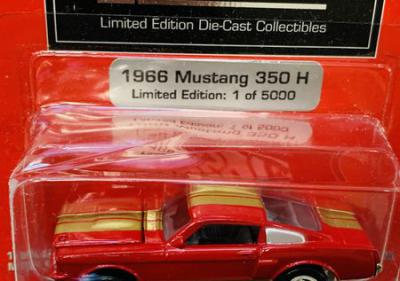 Limited Edition Die-Cast Collectibles
1966 Mustang 350 H
Limited Edition: 1 of 5000